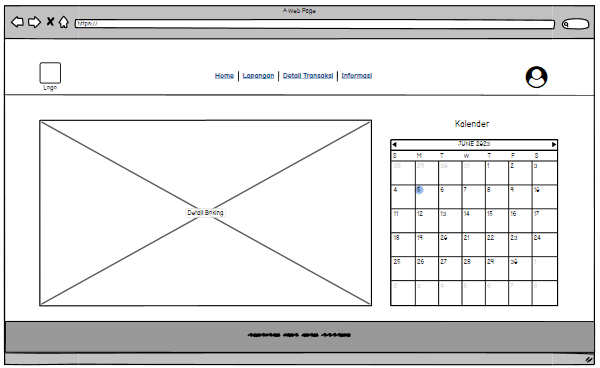 A Web Page
https://
Logo
Home | Lapangan | Detail Transaksi | Informasi
Kalender
JUNE 2023
S M T W T F S
28 29 30 31 1 2 3
4 5 6 7 8 9 10
11 12 13 14 15 16 17
18 19 20 21 22 23 24
25 26 27 28 29 30 1
2 3 4 5 6 7 8
Detail Boking